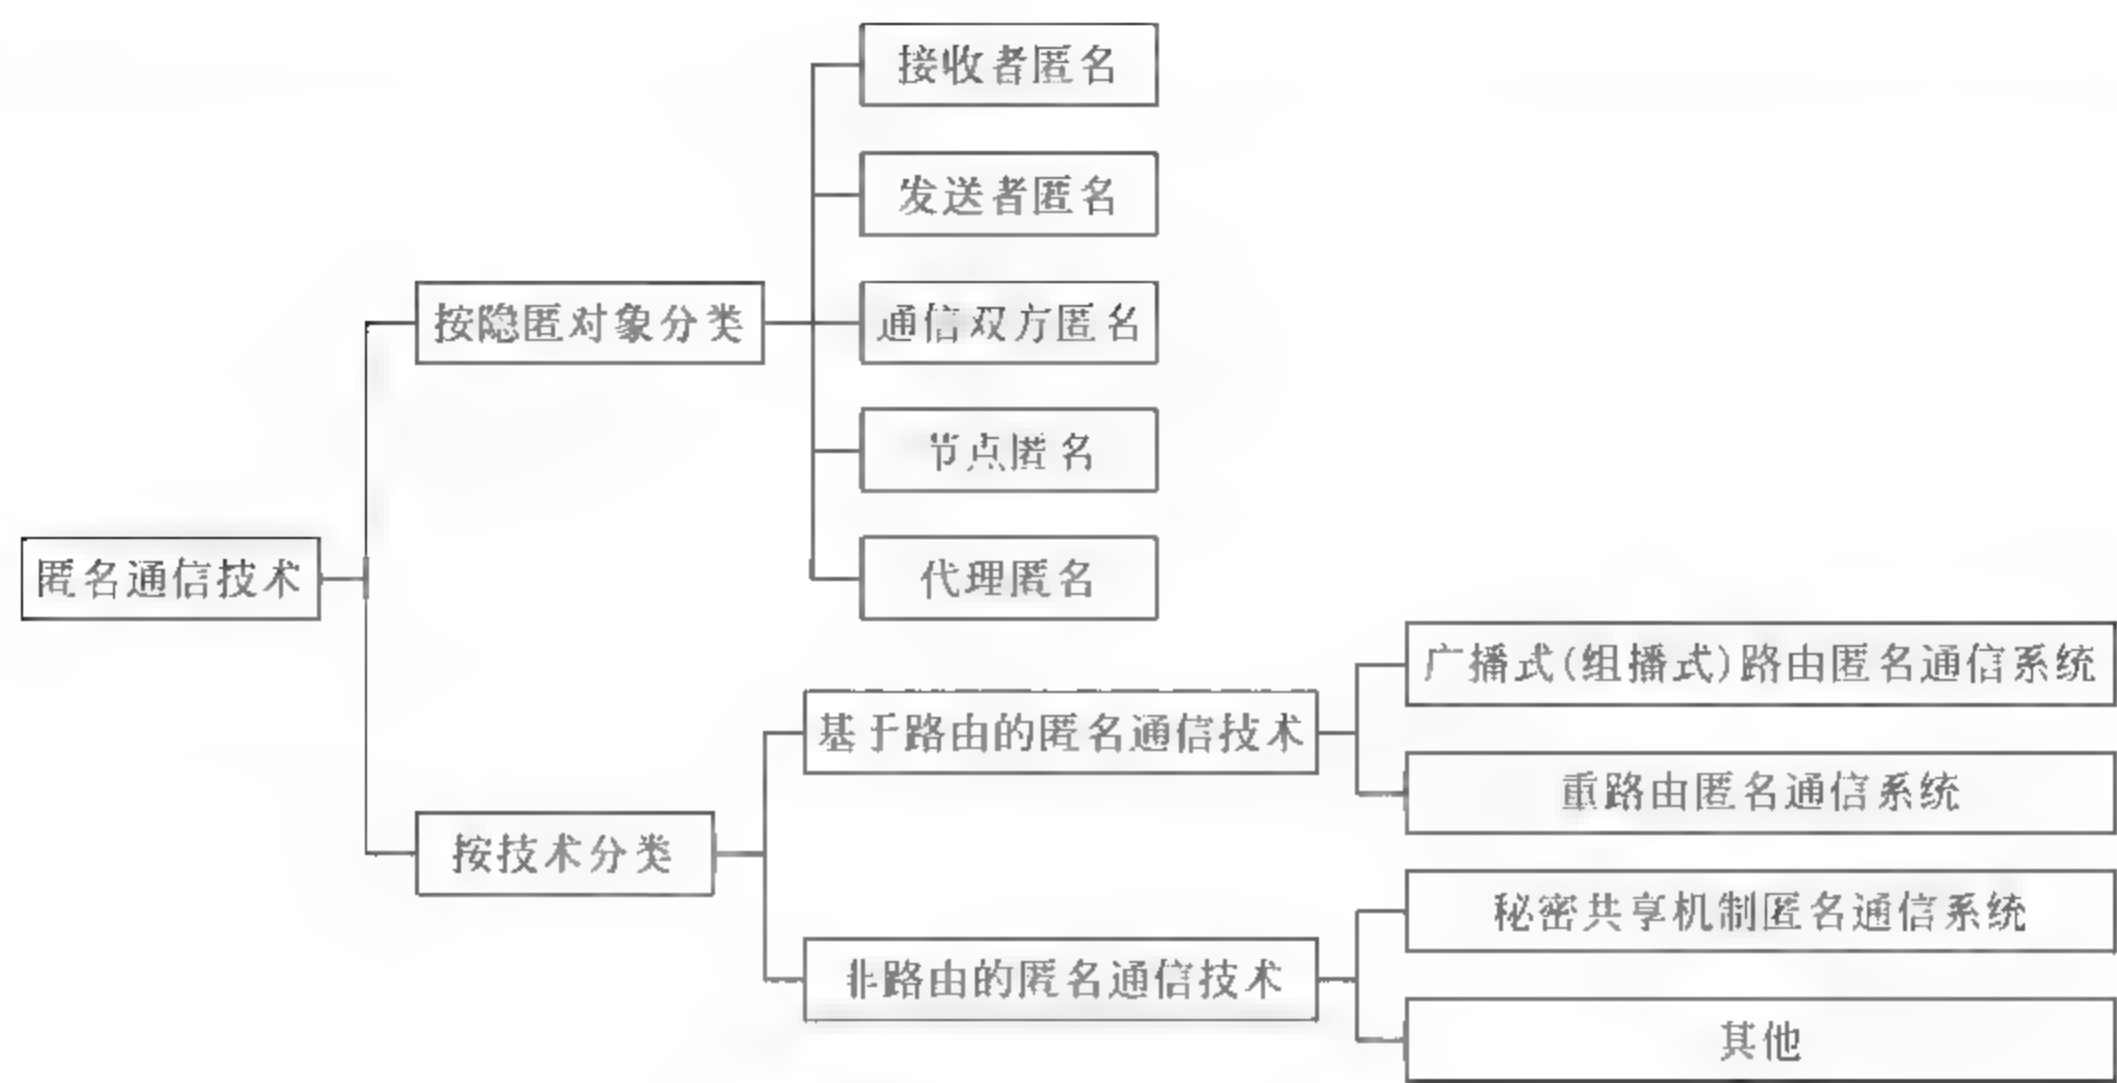 接收者匿名
发送者匿名
按隐匿对象分类
通信双方匿名
节点匿名
匿名通信技术
代理匿名
广播式(组播式)路由匿名通信系统
基于路由的匿名通信技术
重路由匿名通信系统
按技术分类
秘密共享机制匿名通信系统
非路由的匿名通信技术
其他